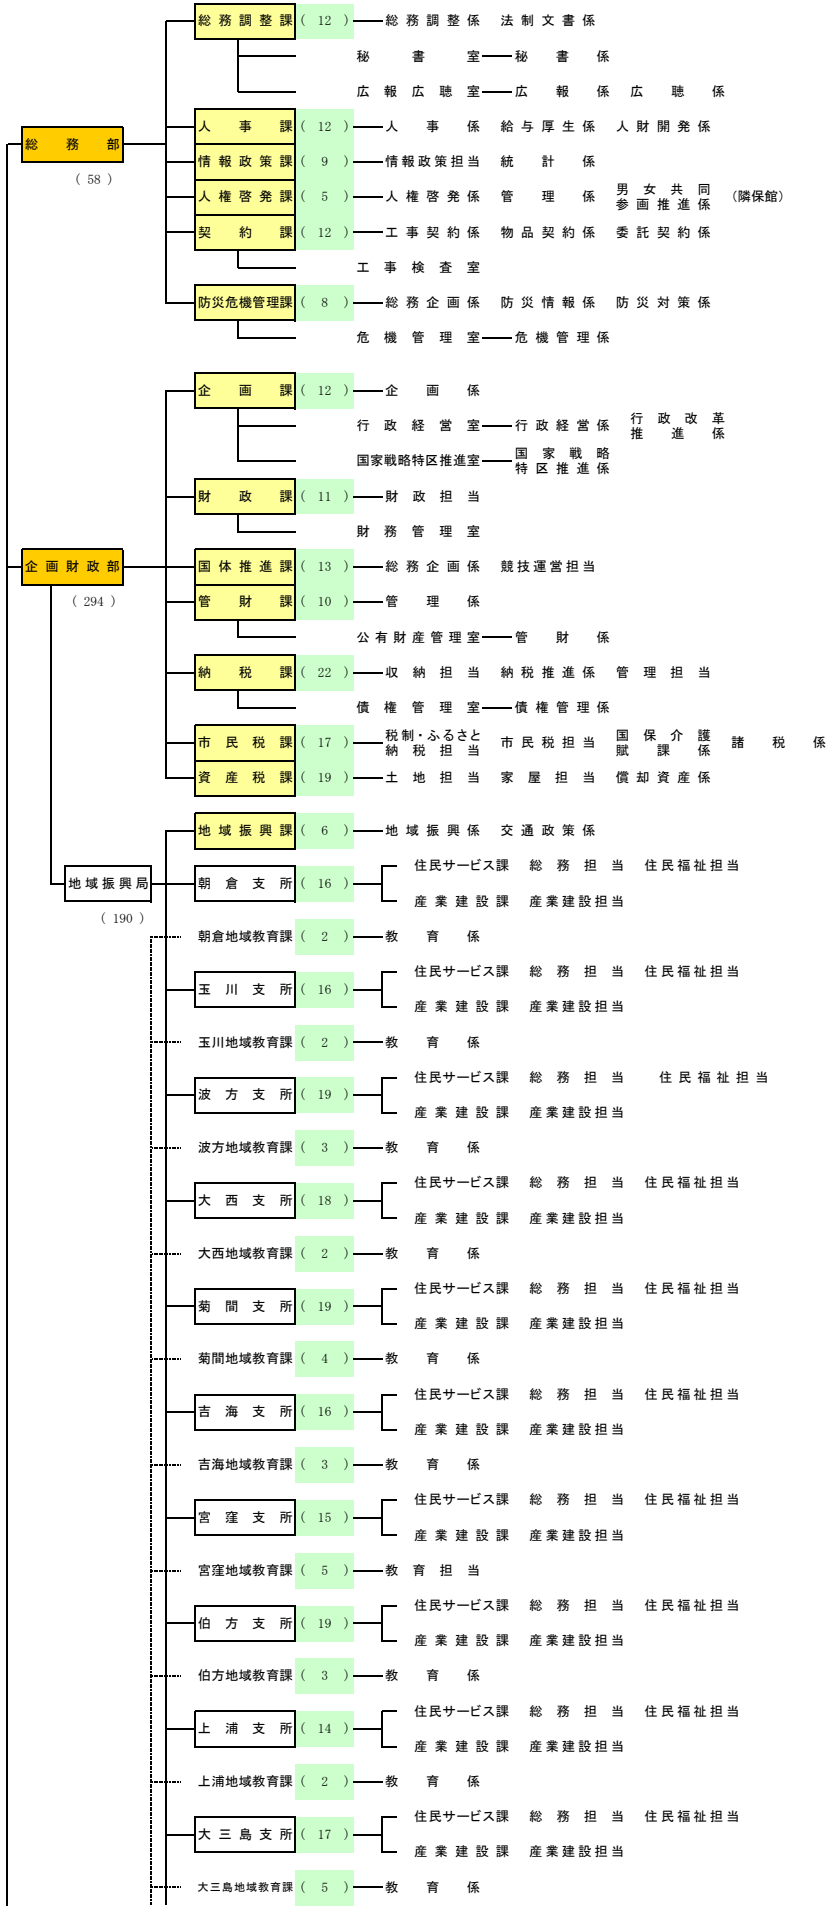 総務調整課 ( 12 ) 総務調整係 法制文書係
秘書室 秘書係
広報広聴室 広報係 広聴係
総務部 人事課 ( 12 ) 人事係 給与厚生係 人財開発係
情報政策課 ( 9 ) 情報政策担当 統計係
( 58 )
人権啓発課 ( 5 ) 人権啓発係 管理係 男女共同参画推進係 (隣保館)
契約課 ( 12 ) 工事契約係 物品契約係 委託契約係
工事検査室
防災危機管理課 ( 8 ) 総務企画係 防災情報係 防災対策係
危機管理室 危機管理係
企画課 ( 12 ) 企画係
行政経営室 行政経営係 行政改革推進係
国家戦略特区推進室 国家戦略特区推進係
財政課 ( 11 ) 財政担当
財務管理室
企画財政部 国体推進課 ( 13 ) 総務企画係 競技運営担当
( 294 ) 管財課 ( 10 ) 管理係
公有財産管理室 管財係
納税課 ( 22 ) 収納担当 納税推進係 管理担当
債権管理室 債権管理係
市民税課 ( 17 ) 税制・ふるさと納税担当 市民税担当 国保介護賦課係 諸税係
資産税課 ( 19 ) 土地担当 家屋担当 償却資産係
地域振興課 ( 6 ) 地域振興係 交通政策係
住民サービス課 総務担当 住民福祉担当
地域振興局 朝倉支所 ( 16 )
産業建設課 産業建設担当
( 190 )
朝倉地域教育課 ( 2 ) 教育係
住民サービス課 総務担当 住民福祉担当
玉川支所 ( 16 )
産業建設課 産業建設担当
玉川地域教育課 ( 2 ) 教育係
住民サービス課 総務担当 住民福祉担当
波方支所 ( 19 )
産業建設課 産業建設担当
波方地域教育課 ( 3 ) 教育係
住民サービス課 総務担当 住民福祉担当
大西支所 ( 18 )
産業建設課 産業建設担当
大西地域教育課 ( 2 ) 教育係
住民サービス課 総務担当 住民福祉担当
菊間支所 ( 19 )
産業建設課 産業建設担当
菊間地域教育課 ( 4 ) 教育係
住民サービス課 総務担当 住民福祉担当
吉海支所 ( 16 )
産業建設課 産業建設担当
吉海地域教育課 ( 3 ) 教育係
住民サービス課 総務担当 住民福祉担当
宮窪支所 ( 15 )
産業建設課 産業建設担当
宮窪地域教育課 ( 5 ) 教育担当
住民サービス課 総務担当 住民福祉担当
伯方支所 ( 19 )
産業建設課 産業建設担当
伯方地域教育課 ( 3 ) 教育係
住民サービス課 総務担当 住民福祉担当
上浦支所 ( 14 )
産業建設課 産業建設担当
上浦地域教育課 ( 2 ) 教育係
住民サービス課 総務担当 住民福祉担当
大三島支所 ( 17 )
産業建設課 産業建設担当
大三島地域教育課 ( 5 ) 教育係